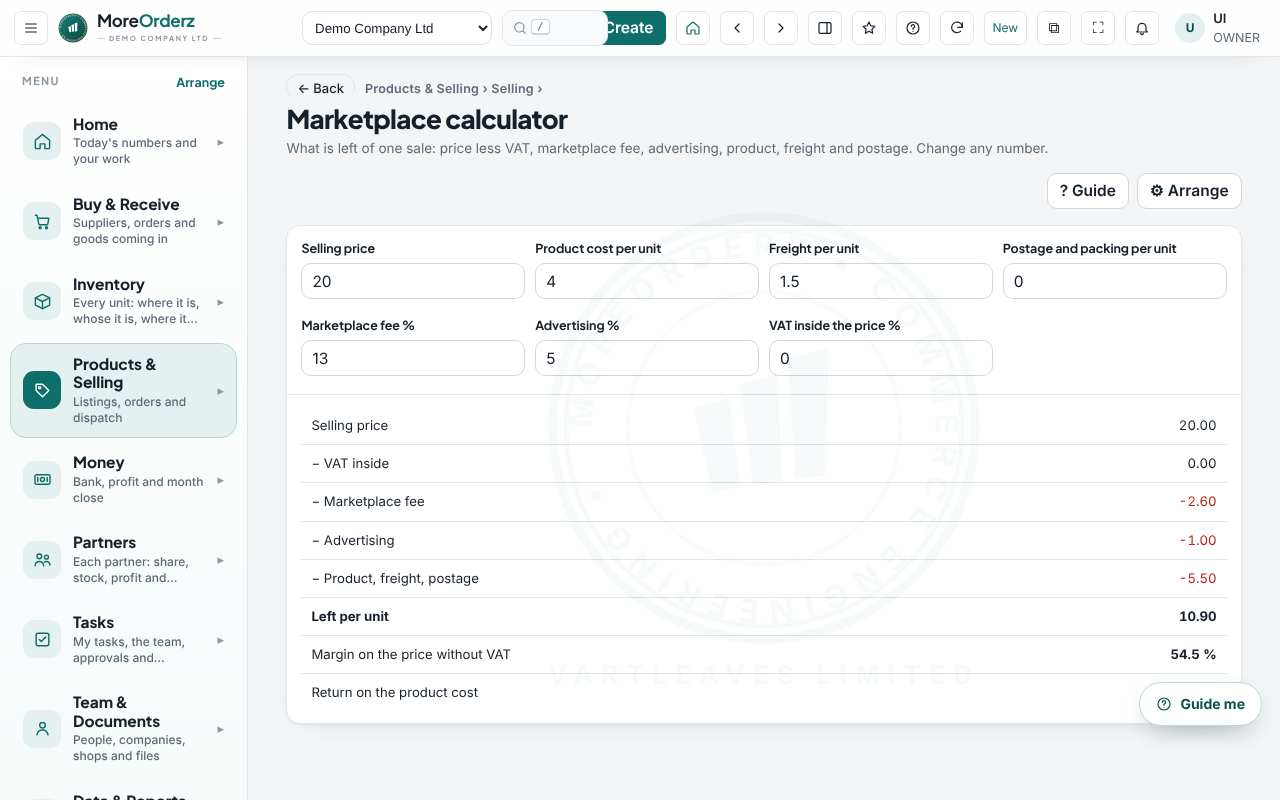 MoreOrderz
— DEMO COMPANY LTD —
Demo Company Ltd
/
Create
New
U
UI
OWNER
MENU
Arrange
Home
Today's numbers and
your work
Buy & Receive
Suppliers, orders and
goods coming in
Inventory
Every unit: where it is,
whose it is, where it...
Products &
Selling
Listings, orders and
dispatch
Money
Bank, profit and month
close
Partners
Each partner: share,
stock, profit and...
Tasks
My tasks, the team,
approvals and...
Team &
Documents
People, companies,
shops and files
Data & Reports
← Back
Products & Selling › Selling ›
Marketplace calculator
What is left of one sale: price less VAT, marketplace fee, advertising, product, freight and postage. Change any number.
? Guide
⚙ Arrange
Selling price
Product cost per unit
Freight per unit
Postage and packing per unit
20
4
1.5
0
Marketplace fee %
Advertising %
VAT inside the price %
13
5
0
Selling price 20.00
− VAT inside 0.00
− Marketplace fee -2.60
− Advertising -1.00
− Product, freight, postage -5.50
Left per unit 10.90
Margin on the price without VAT 54.5 %
Return on the product cost
Guide me
MOREORDERZ • COMMERCE ENGINEERING •
VARTLEAVES LIMITED